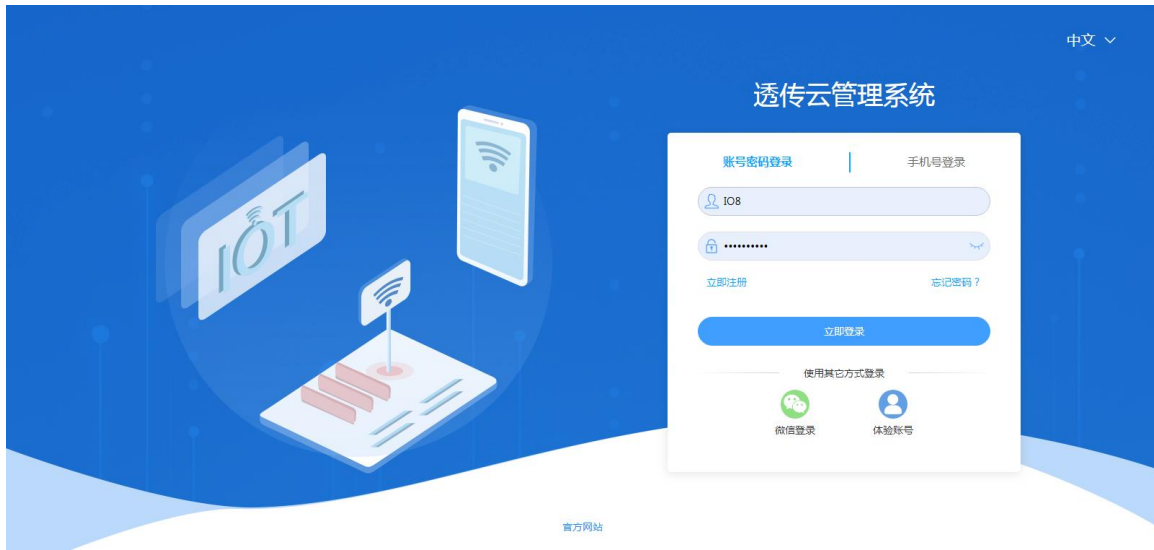 中文
透传云管理系统
账号密码登录
手机号登录
IO8
••••••••••
立即注册
忘记密码？
立即登录
使用其它方式登录
微信登录
体验账号
IOT
官方网站